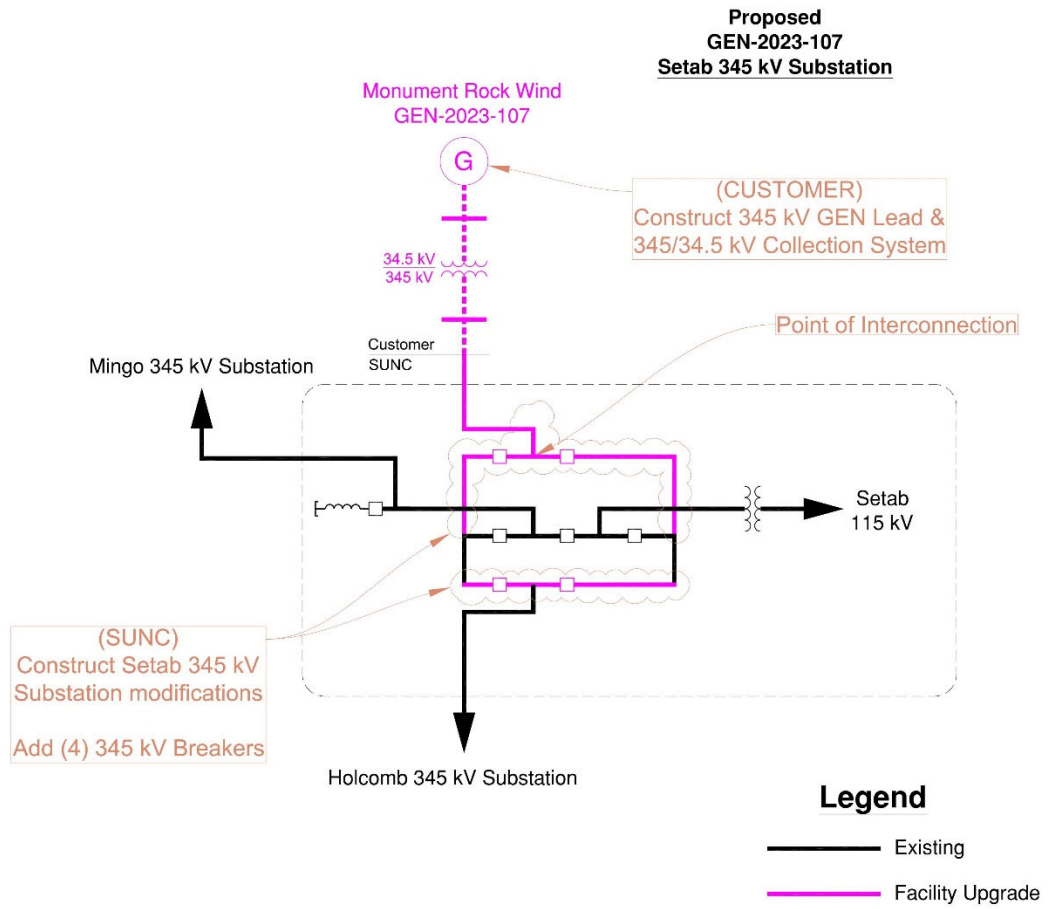 Proposed
GEN-2023-107
Setab 345 kV Substation
Monument Rock Wind
GEN-2023-107
G
(CUSTOMER)
Construct 345 kV GEN Lead &
345/34.5 kV Collection System
34.5 kV
345 kV
Point of Interconnection
Customer
SUNC
Mingo 345 kV Substation
Setab
115 kV
(SUNC)
Construct Setab 345 kV
Substation modifications
Add (4) 345 kV Breakers
Holcomb 345 kV Substation
Legend
Existing
Facility Upgrade